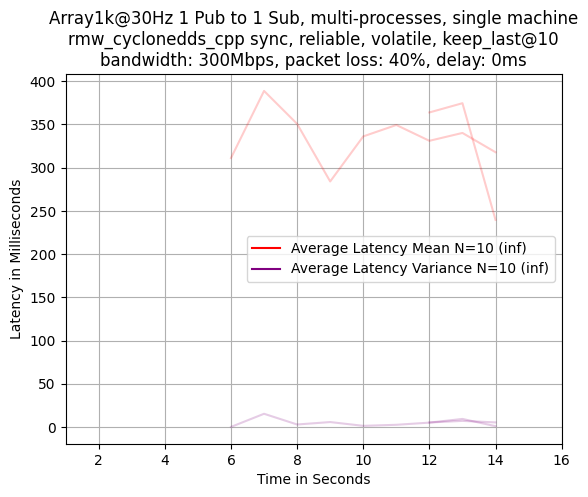 Array1k@30Hz 1 Pub to 1 Sub, multi-processes, single machine
rmw_cyclonedds_cpp sync, reliable, volatile, keep_last@10
bandwidth: 300Mbps, packet loss: 40%, delay: 0ms
400
350
300
250
200
150
100
50
0
Latency in Milliseconds
Average Latency Mean N=10 (inf)
Average Latency Variance N=10 (inf)
2 4 6 8 10 12 14 16
Time in Seconds